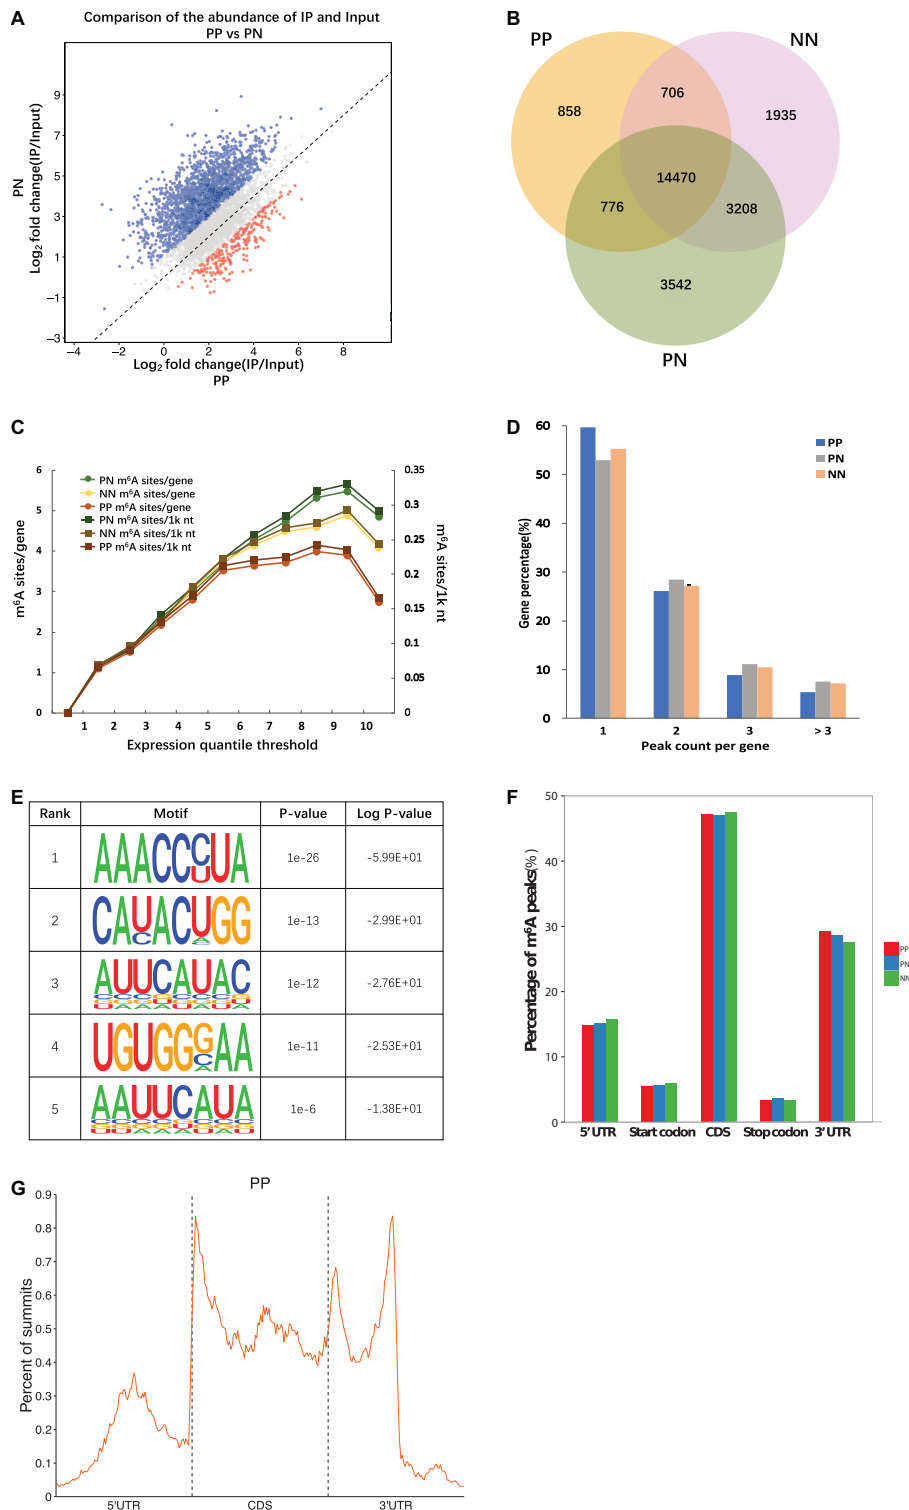 A
Comparison of the abundance of IP and Input
PP vs PN
PN
Log2 fold change(IP/Input)
9
7
5
3
1
−1
−3
−4
−2
0
2
4
6
8
Log2 fold change(IP/Input)
PP
B
PP
NN
858
706
1935
14470
776
3208
3542
PN
C
6
5
4
3
2
1
0
m6A sites/gene
PN m6A sites/gene
NN m6A sites/gene
PP m6A sites/gene
PN m6A sites/1k nt
NN m6A sites/1k nt
PP m6A sites/1k nt
0.35
0.3
0.25
0.2
0.15
0.1
0.05
0
m6A sites/1k nt
1 2 3 4 5 6 7 8 9 10
Expression quantile threshold
D
60
50
40
30
20
10
0
Gene percentage(%)
PP
PN
NN
1 2 3 > 3
Peak count per gene
E
Rank Motif P-value Log P-value
1 AAACCCUA 1e-26 -5.99E+01
U
2 CAUACUGG 1e-13 -2.99E+01
3 AUUCAUAC 1e-12 -2.76E+01
4 UGUGGGAA 1e-11 -2.53E+01
5 AAUUCAUA 1e-6 -1.38E+01
F
50
40
30
20
10
0
Percentage of m6A peaks(%)
PP
PN
NN
5' UTR Start codon CDS Stop codon 3' UTR
G
PP
0.9
0.8
0.7
0.6
0.5
0.4
0.3
0.2
0.1
0
Percent of summits
5'UTR CDS 3'UTR